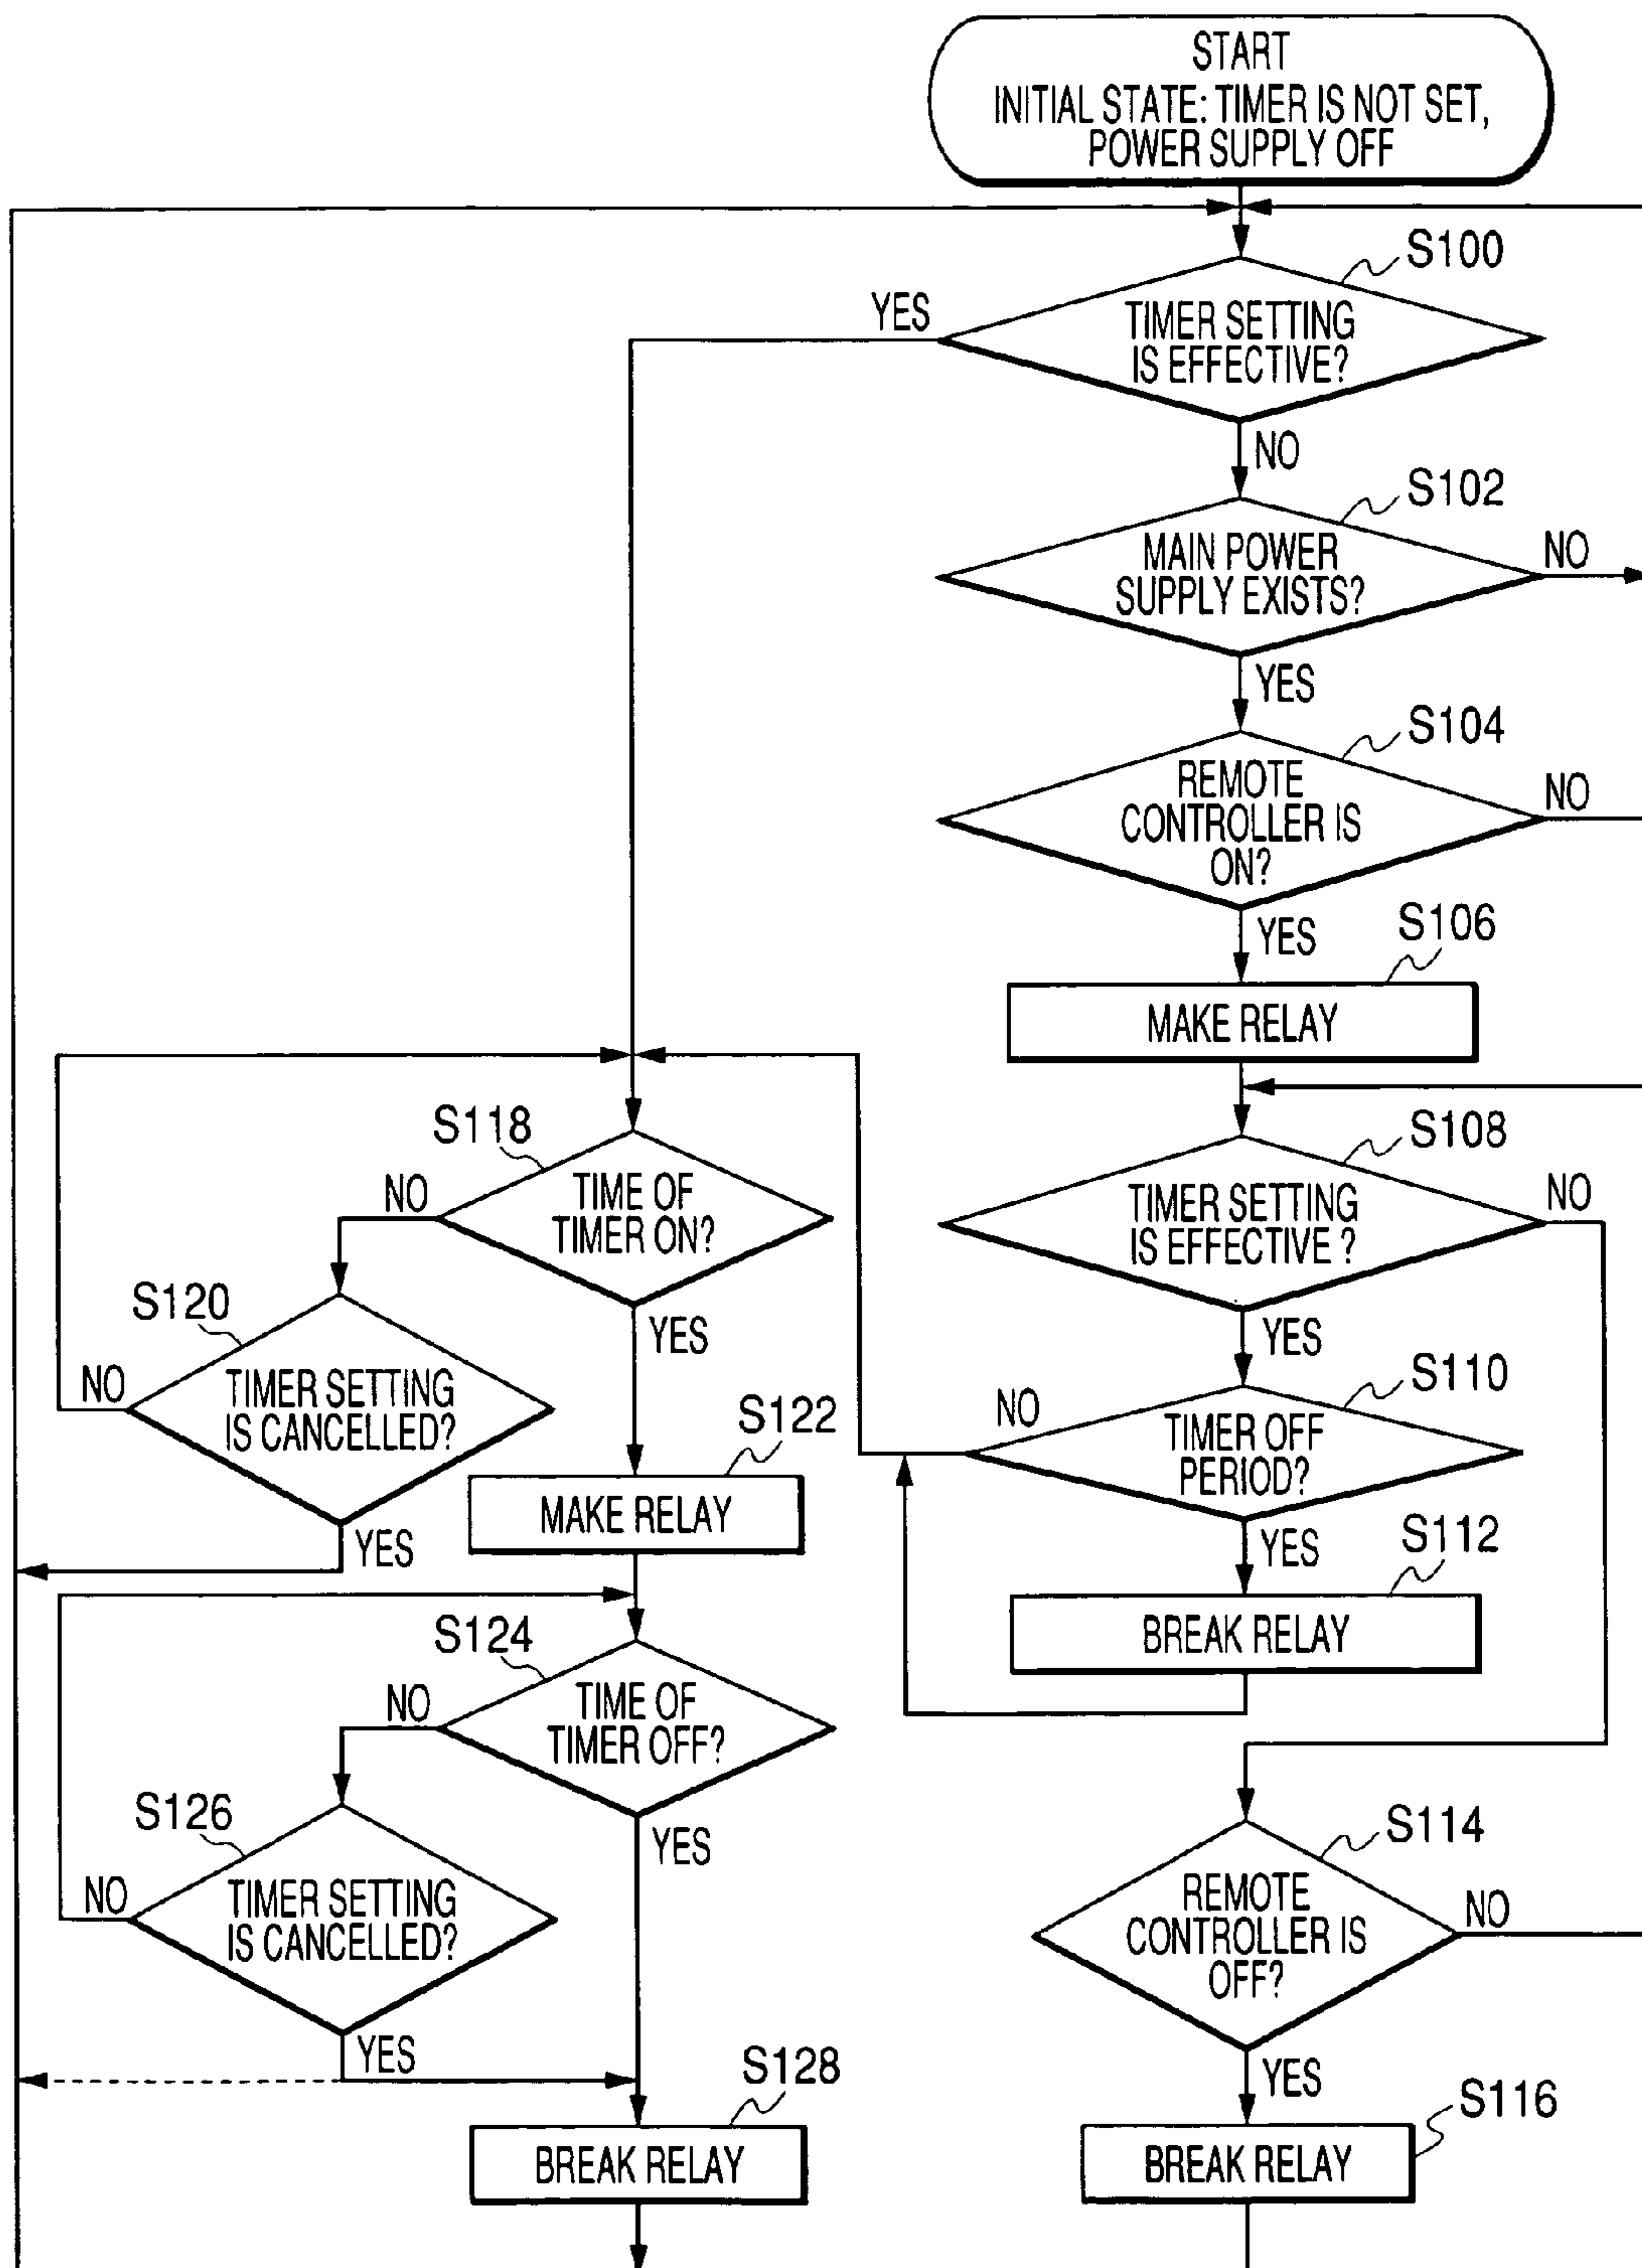 START
INITIAL STATE: TIMER IS NOT SET,
POWER SUPPLY OFF
S100
YES
TIMER SETTING
IS EFFECTIVE?
NO
S102
MAIN POWER
SUPPLY EXISTS?
NO
YES
S104
REMOTE
CONTROLLER IS
ON?
NO
YES
S106
MAKE RELAY
S108
TIMER SETTING
IS EFFECTIVE ?
NO
YES
S110
NO
TIMER OFF
PERIOD?
YES
S112
BREAK RELAY
S114
REMOTE
CONTROLLER IS
OFF?
NO
YES
S116
BREAK RELAY
S118
NO
TIME OF
TIMER ON?
YES
S120
NO
TIMER SETTING
IS CANCELLED?
YES
S122
MAKE RELAY
S124
NO
TIME OF
TIMER OFF?
YES
S126
NO
TIMER SETTING
IS CANCELLED?
YES
S128
BREAK RELAY